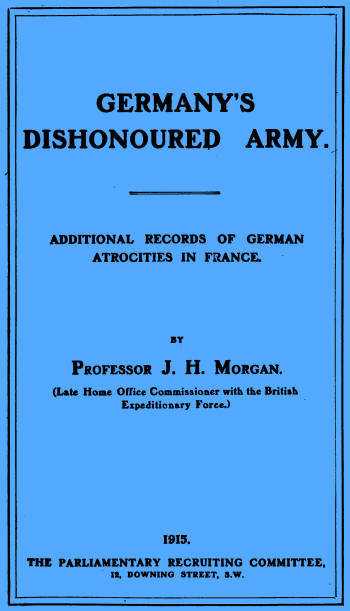 GERMANY'S
DISHONOURED ARMY.
ADDITIONAL RECORDS OF GERMAN
ATROCITIES IN FRANCE.
BY
PROFESSOR J. H. MORGAN.
(Late Home Office Commissioner with the British
Expeditionary Force.)
1915.
THE PARLIAMENTARY RECRUITING COMMITTEE,
12, DOWNING STREET, S.W.